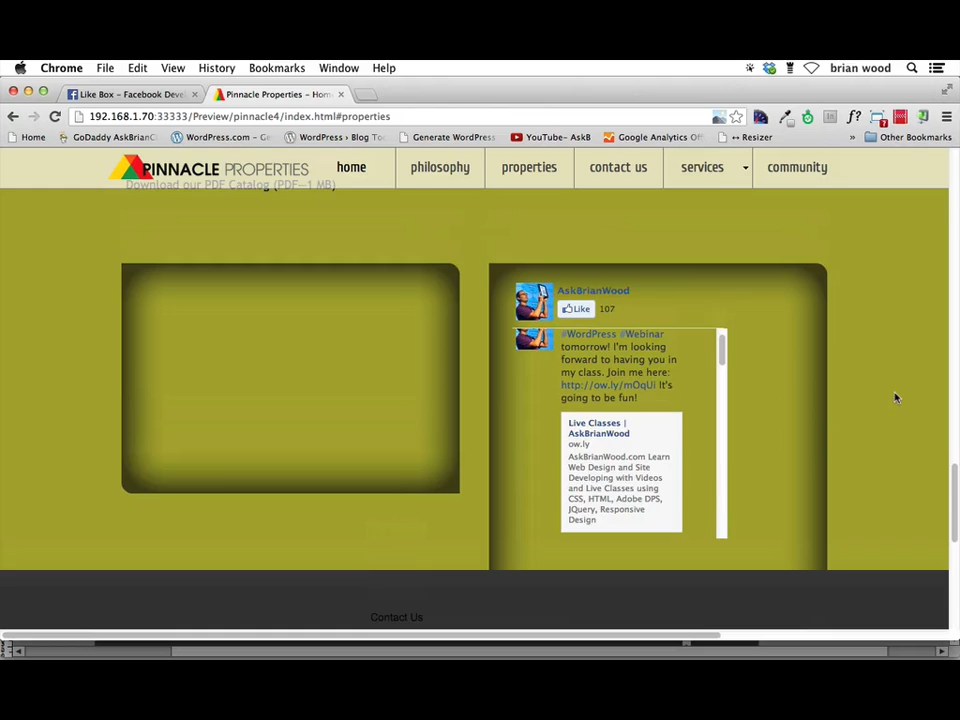 Chrome File Edit View History Bookmarks Window Help brian wood
Like Box – Facebook Devel
Pinnacle Properties – Hom
192.168.1.70:33333/Preview/pinnacle4/index.html#properties
Home GoDaddy AskBrianC WordPress.com WordPress › Blog Too Generate WordPress YouTube- AskB Google Analytics Of ↔ Resizer » Other Bookmarks
PINNACLE PROPERTIES home philosophy properties contact us services community
Download our PDF Catalog (PDF--1 MB)
AskBrianWood
Like 107
#WordPress #Webinar
tomorrow! I'm looking
forward to having you in
my class. Join me here:
http://ow.ly/mOqUi It's
going to be fun!
Live Classes |
AskBrianWood
ow.ly
AskBrianWood.com Learn
Web Design and Site
Developing with Videos
and Live Classes using
CSS, HTML, Adobe DPS,
JQuery, Responsive
Design
Contact Us